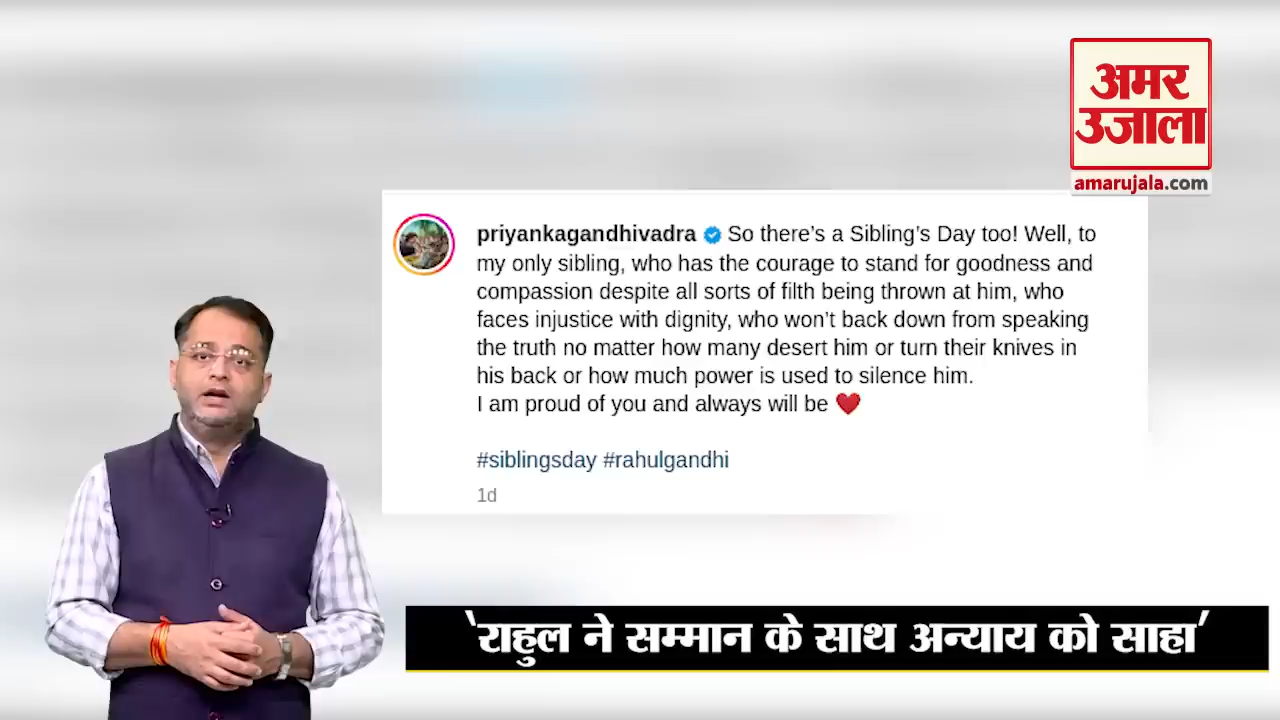 अमर
उजाला
amarujala.com
priyankagandhivadra So there's a Sibling's Day too! Well, to
my only sibling, who has the courage to stand for goodness and
compassion despite all sorts of filth being thrown at him, who
faces injustice with dignity, who won't back down from speaking
the truth no matter how many desert him or turn their knives in
his back or how much power is used to silence him.
I am proud of you and always will be ❤️
#siblingsday #rahulgandhi
1d
'राहुल ने सम्मान के साथ अन्याय को साहा'